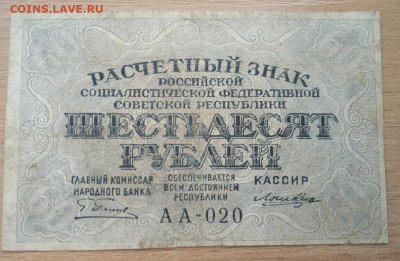 COINS.LAVE.RU
РАСЧЕТНЫЙ ЗНАК
РОССИЙСКОЙ
СОЦИАЛИСТИЧЕСКОЙ ФЕДЕРАТИВНОЙ
СОВЕТСКОЙ РЕСПУБЛИКИ
ШЕСТЬДЕСЯТ
РУБЛЕЙ
ГЛАВНЫЙ КОМИССАР
НАРОДНОГО БАНКА
ОБЕСПЕЧИВАЕТСЯ
ВСЕМ ДОСТОЯНИЕМ
РЕСПУБЛИКИ
КАССИР
АА-020